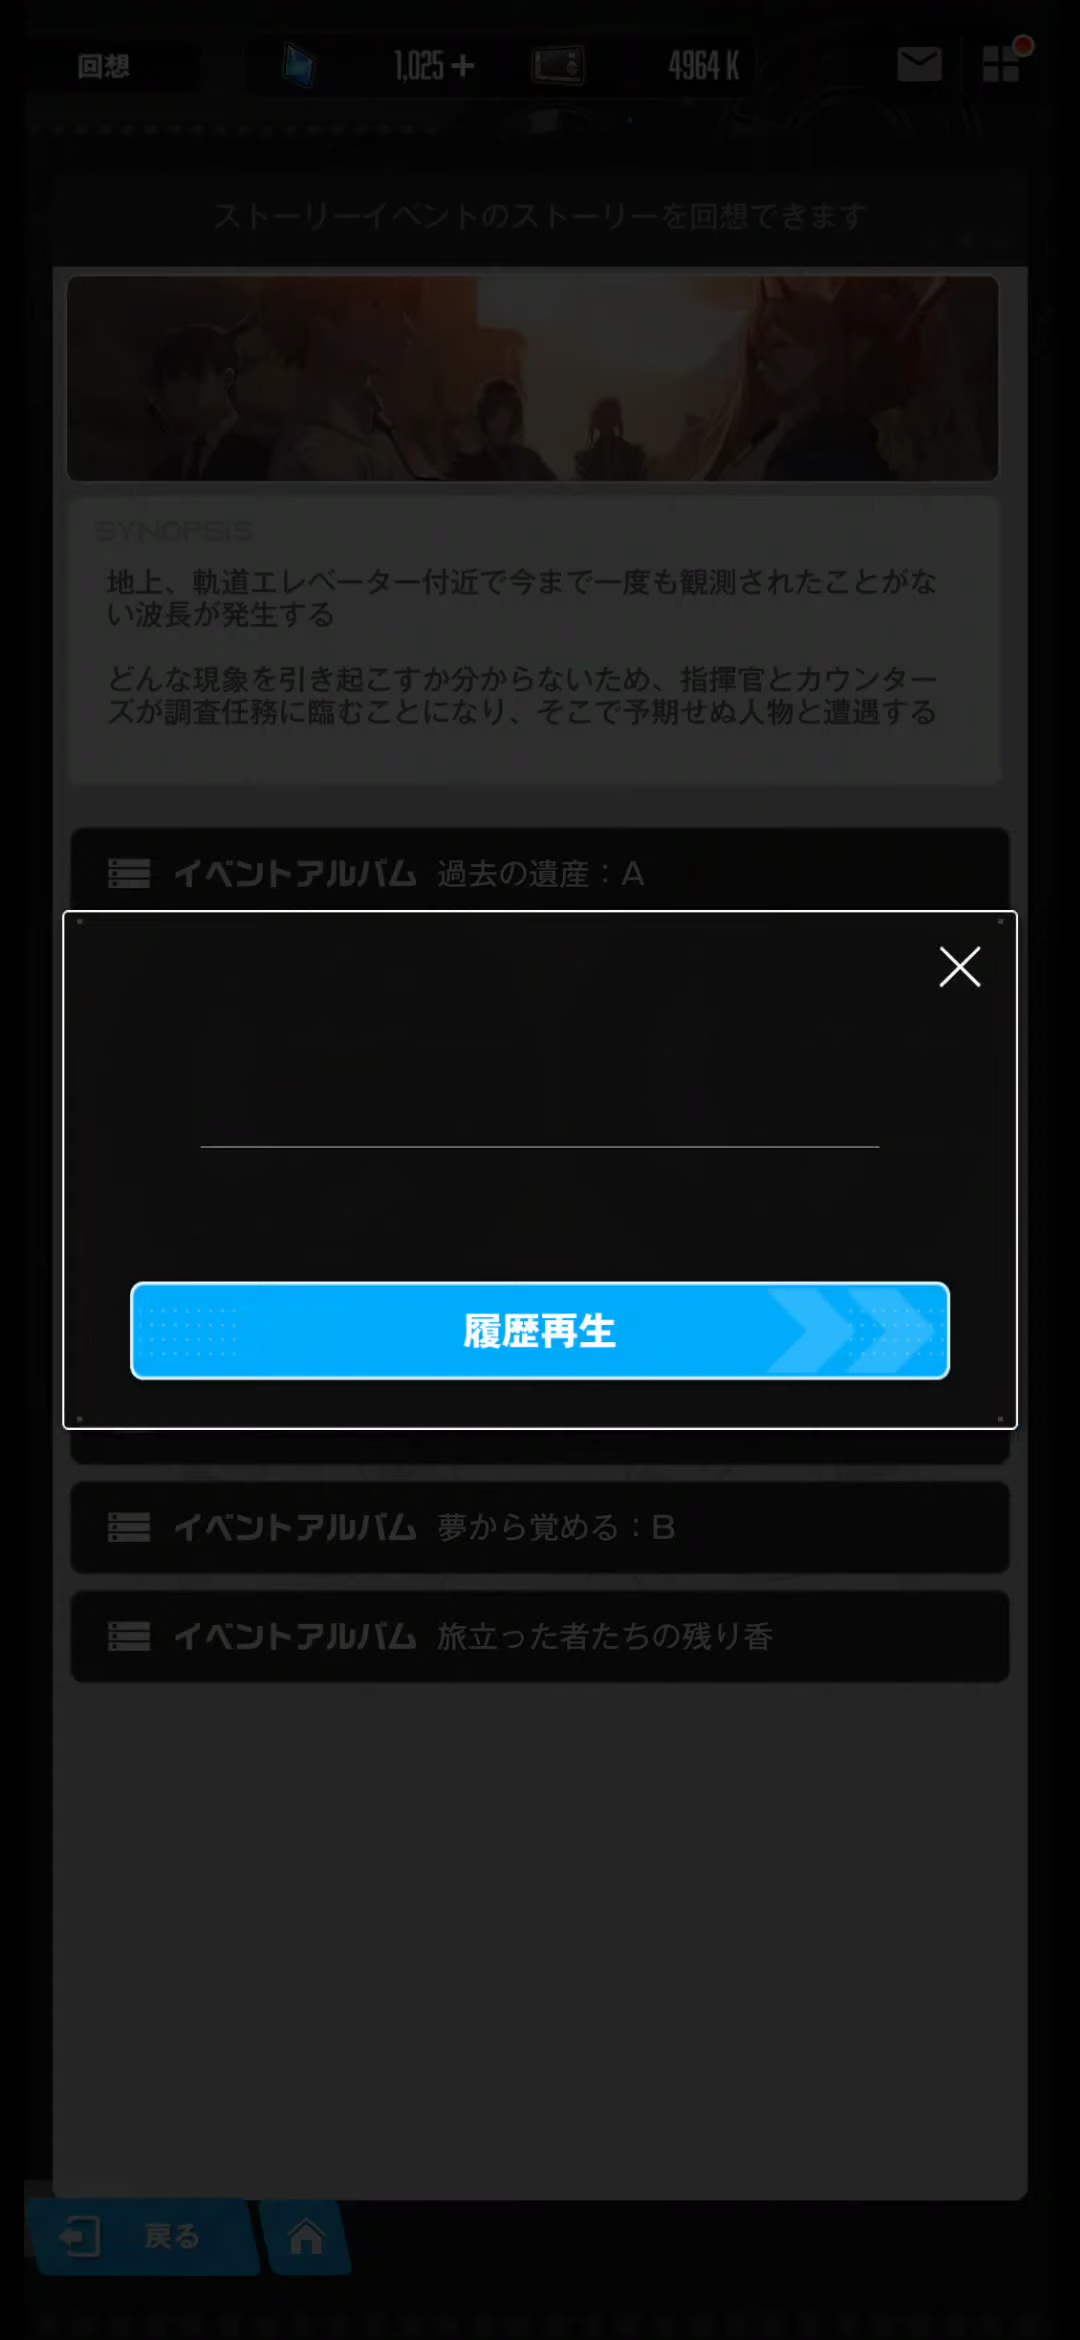 回想
1,025 +
4964 K
ストーリーイベントのストーリーを回想できます
SYNOPSIS
地上、軌道エレベーター付近で今まで一度も観測されたことがな
い波長が発生する
どんな現象を引き起こすか分からないため、指揮官とカウンター
ズが調査任務に臨むことになり、そこで予期せぬ人物と遭遇する
イベントアルバム 過去の遺産：A
履歴再生
イベントアルバム 夢から覚める：B
イベントアルバム 旅立った者たちの残り香
戻る